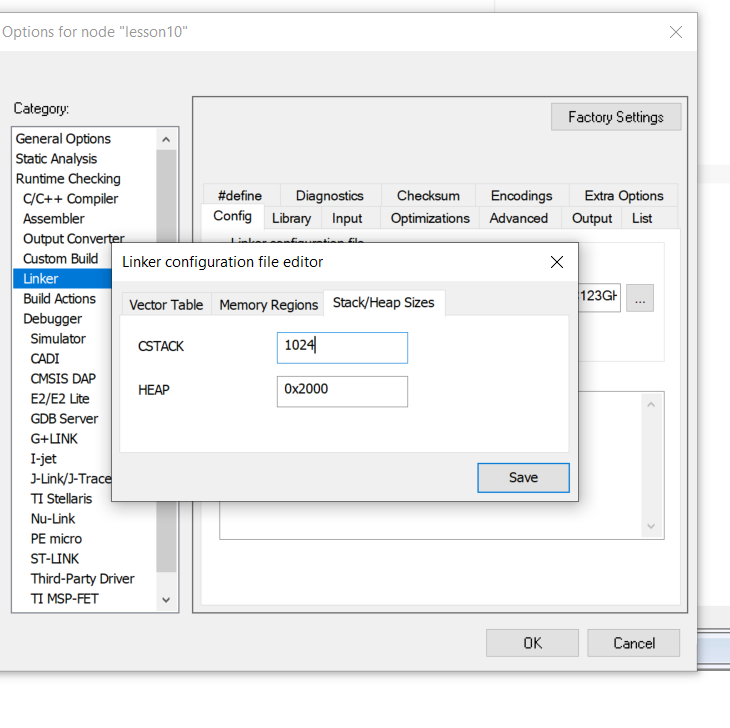 Options for node "lesson10"
Category:
Factory Settings
General Options
Static Analysis
Runtime Checking
C/C++ Compiler
Assembler
Output Converter
Custom Build
Linker
Build Actions
Debugger
Simulator
CADI
CMSIS DAP
E2/E2 Lite
GDB Server
G+LINK
I-jet
J-Link/J-Trace
TI Stellaris
Nu-Link
PE micro
ST-LINK
Third-Party Driver
TI MSP-FET
#define Diagnostics Checksum Encodings Extra Options
Config Library Input Optimizations Advanced Output List
Linker configuration file
123GH
...
Linker configuration file editor
Vector Table Memory Regions Stack/Heap Sizes
CSTACK 1024
HEAP 0x2000
Save
OK Cancel